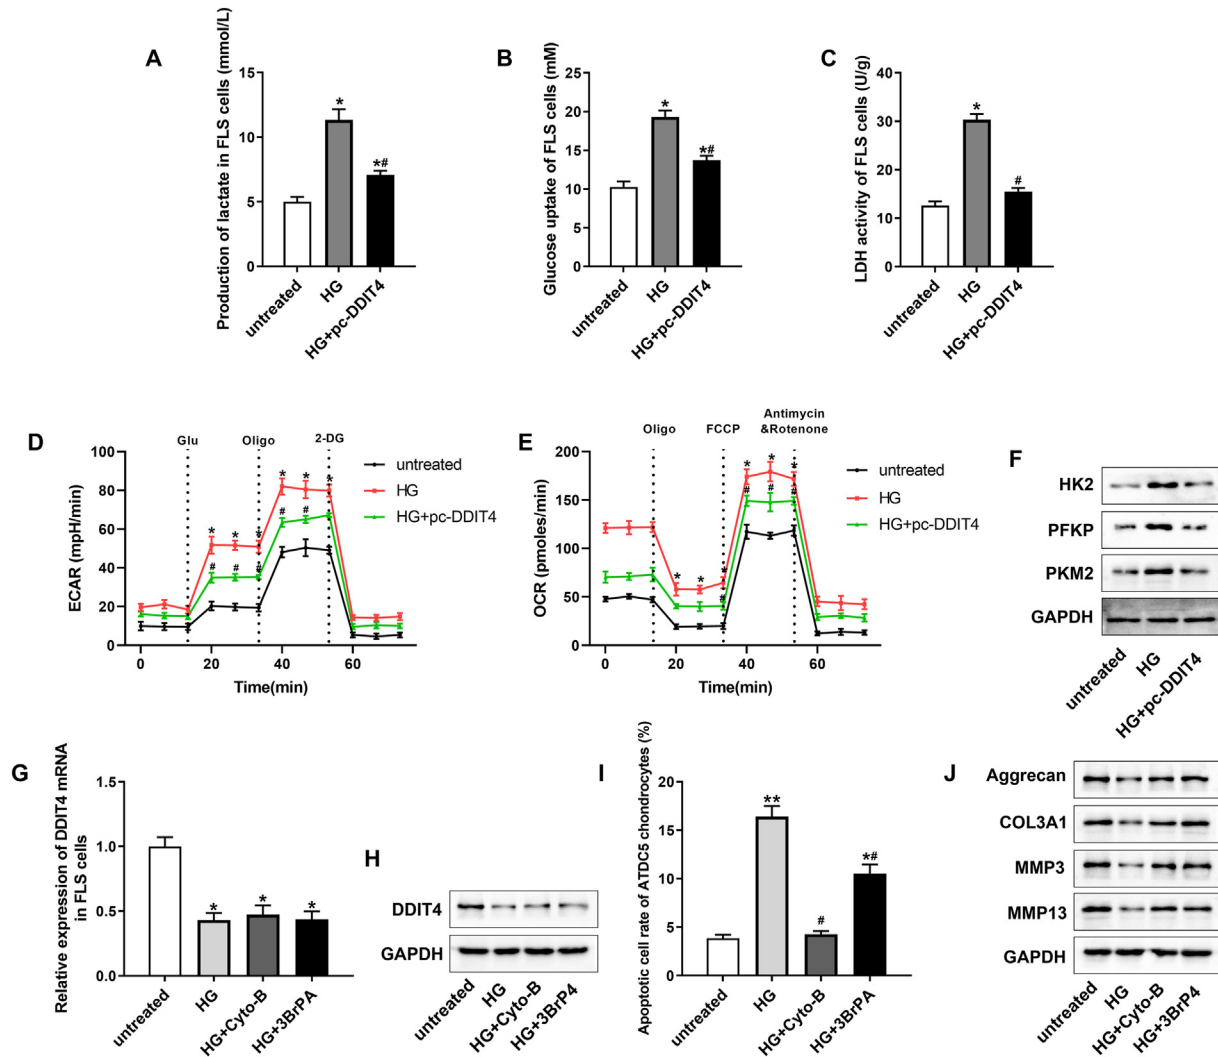 A
Production of lactate in FLS cells (mmol/L)
15
10
5
0
*
*#
untreated
HG
HG+pc-DDIT4
B
Glucose uptake of FLS cells (mM)
25
20
15
10
5
0
*
*#
untreated
HG
HG+pc-DDIT4
C
LDH activity of FLS cells (U/g)
40
30
20
10
0
*
#
untreated
HG
HG+pc-DDIT4
D
Glu
Oligo
2-DG
ECAR (mpH/min)
100
80
60
40
20
0
* * * * * *
# # # # #
0 20 40 60
Time(min)
untreated
HG
HG+pc-DDIT4
E
Oligo
FCCP
Antimycin
&Rotenone
OCR (pmoles/min)
200
150
100
50
0
* * * * * *
# # # #
0 20 40 60
Time(min)
untreated
HG
HG+pc-DDIT4
F
HK2
PFKP
PKM2
GAPDH
untreated
HG
HG+pc-DDIT4
G
Relative expression of DDIT4 mRNA
in FLS cells
1.5
1.0
0.5
0.0
* * *
untreated
HG
HG+Cyto-B
HG+3BrPA
H
DDIT4
GAPDH
untreated
HG
HG+Cyto-B
HG+3BrP4
I
Apoptotic cell rate of ATDC5 chondrocytes (%)
20
15
10
5
0
**
#
*#
untreated
HG
HG+Cyto-B
HG+3BrPA
J
Aggrecan
COL3A1
MMP3
MMP13
GAPDH
untreated
HG
HG+Cyto-B
HG+3BrP4